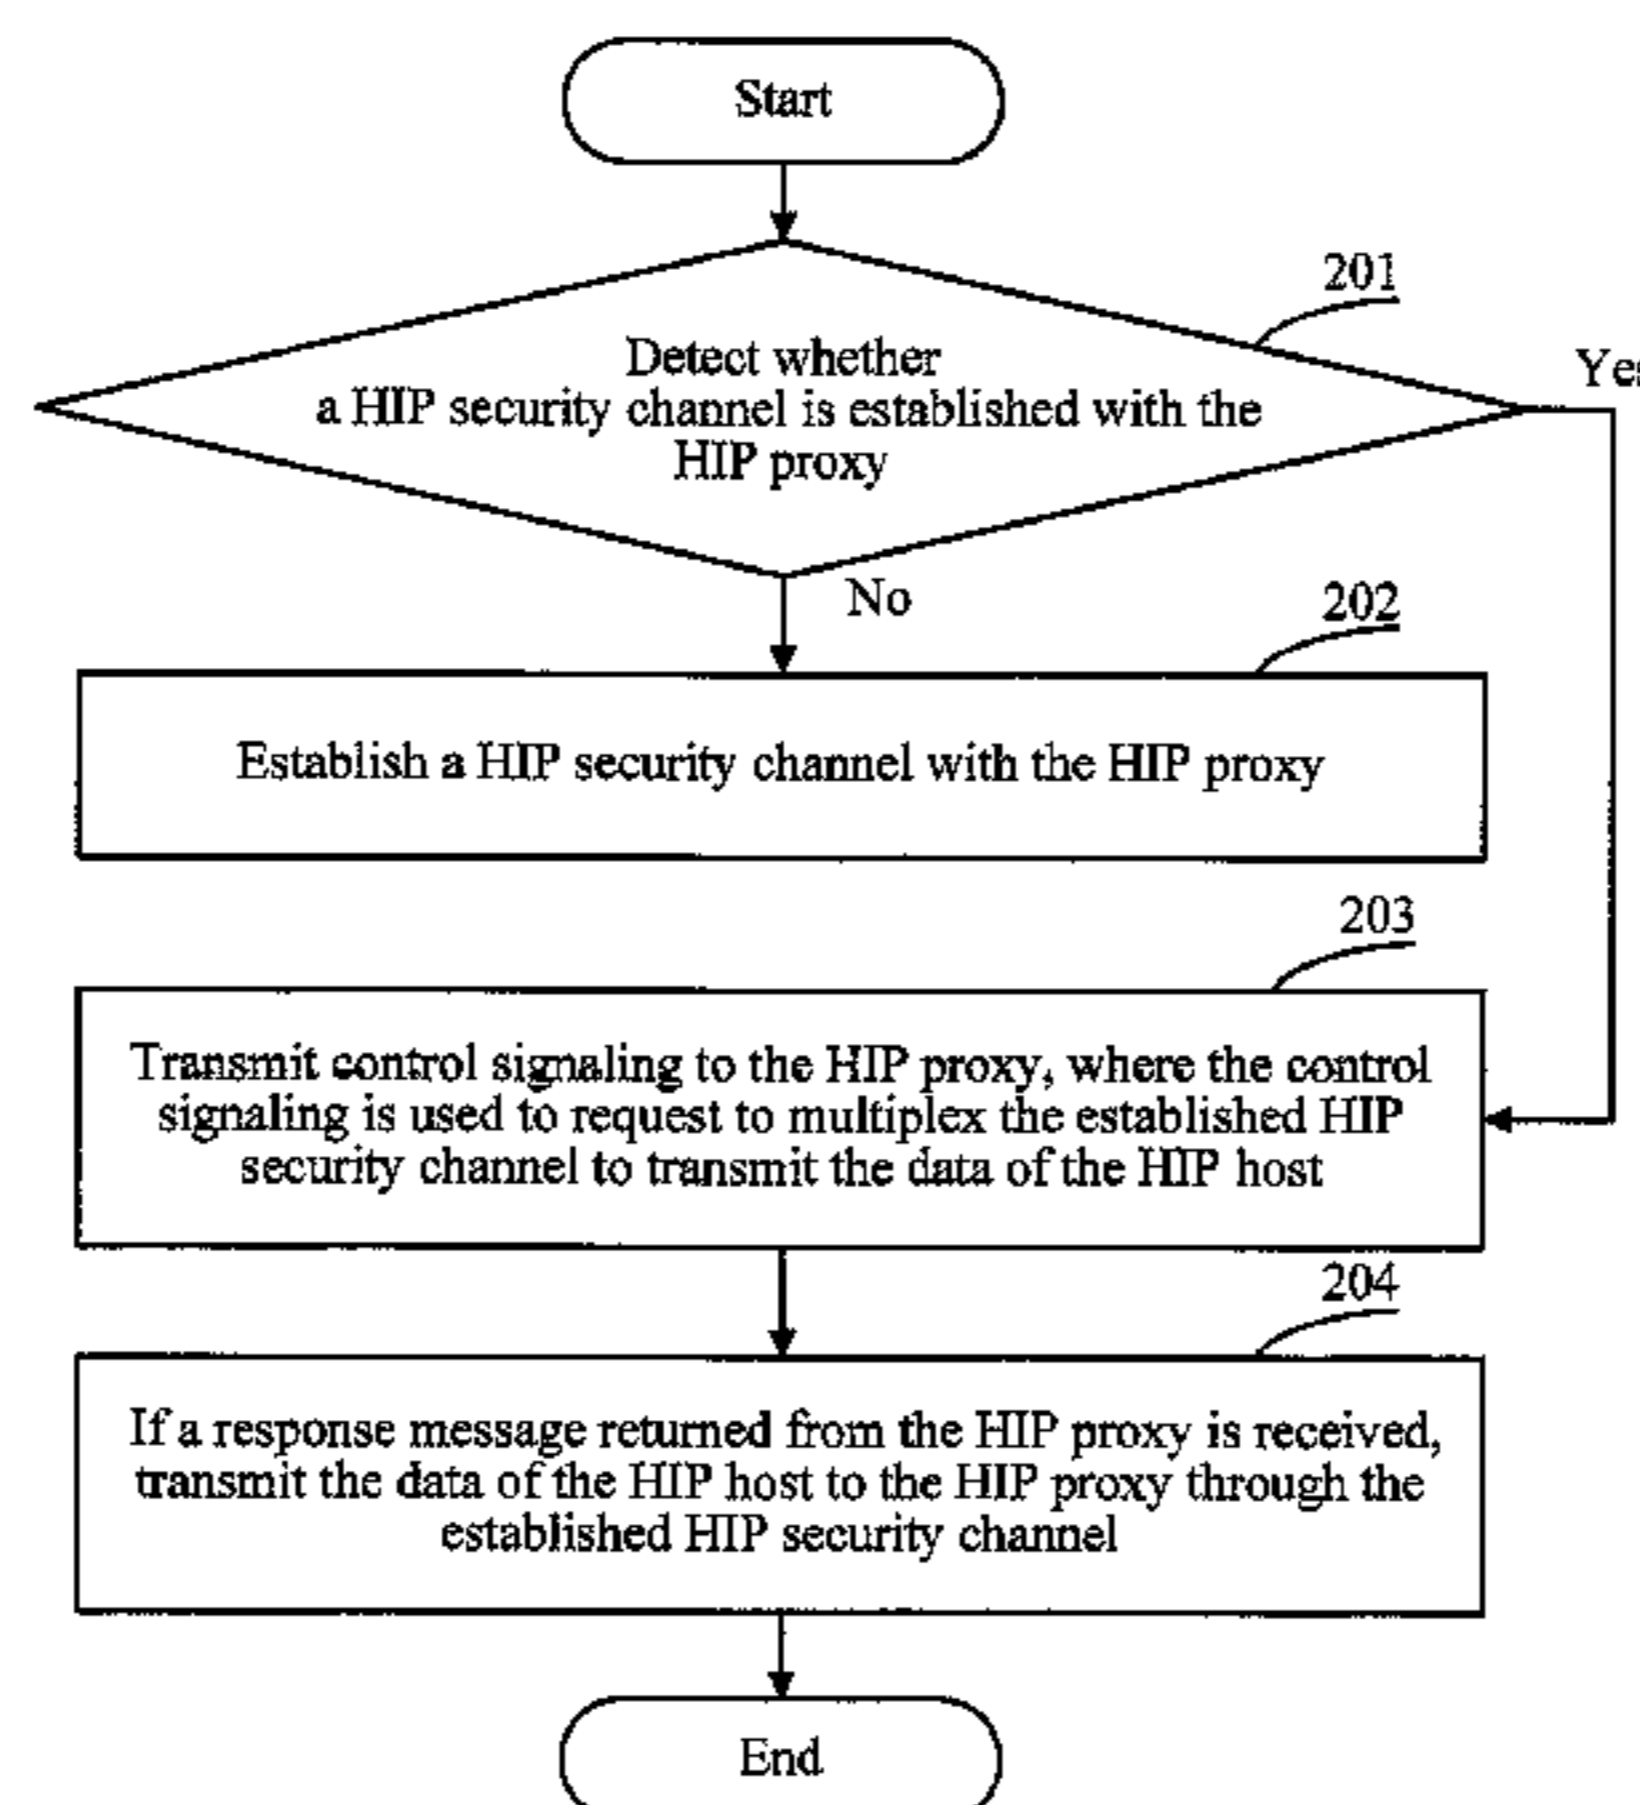 Start
201
Detect whether
a HIP security channel is established with the
HIP proxy
Yes
No
202
Establish a HIP security channel with the HIP proxy
203
Transmit control signaling to the HIP proxy, where the control
signaling is used to request to multiplex the established HIP
security channel to transmit the data of the HIP host
204
If a response message returned from the HIP proxy is received,
transmit the data of the HIP host to the HIP proxy through the
established HIP security channel
End